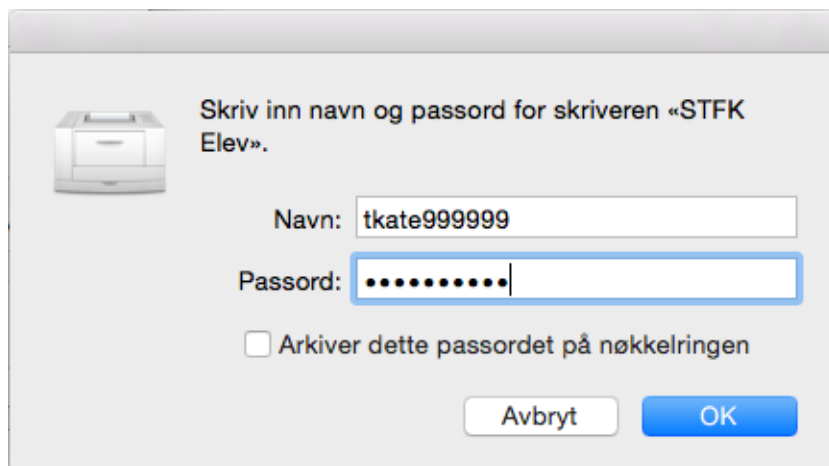 Skriv inn navn og passord for skriveren «STFK
Elev».
Navn: tkate999999
Passord: ••••••••••
Arkiver dette passordet på nøkkelringen
Avbryt OK